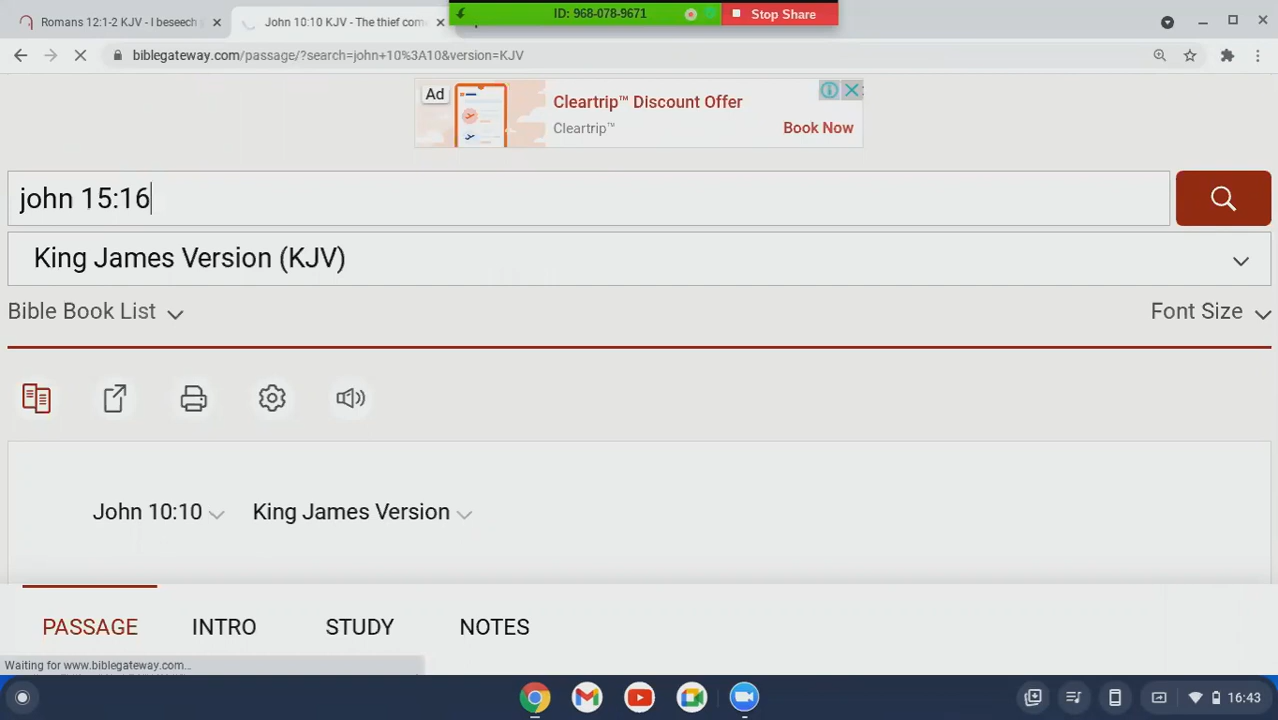 Romans 12:1-2 KJV - I beseech
John 10:10 KJV - The thief com
ID: 968-078-9671
Stop Share
biblegateway.com/passage/?search=john+10%3A10&version=KJV
Ad
Cleartrip™ Discount Offer
Cleartrip™
Book Now
john 15:16
King James Version (KJV)
Bible Book List
Font Size
John 10:10
King James Version
PASSAGE
INTRO
STUDY
NOTES
Waiting for www.biblegateway.com...
16:43